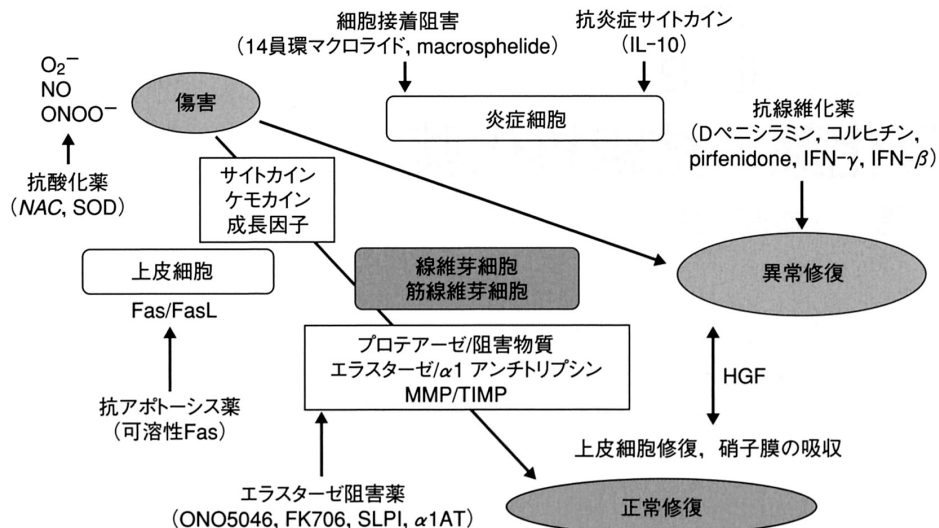 細胞接着阻害
(14員環マクロライド, macrosphelide)
抗炎症サイトカイン
(IL-10)
O₂⁻
NO
ONOO⁻
傷害
炎症細胞
抗線維化薬
(Dペニシラミン, コルヒチン,
pirfenidone, IFN-γ, IFN-β)
抗酸化薬
(NAC, SOD)
サイトカイン
ケモカイン
成長因子
上皮細胞
Fas/FasL
線維芽細胞
筋線維芽細胞
異常修復
プロテアーゼ/阻害物質
エラスターゼ/α1 アンチトリプシン
MMP/TIMP
HGF
抗アポトーシス薬
(可溶性Fas)
上皮細胞修復, 硝子膜の吸収
エラスターゼ阻害薬
(ONO5046, FK706, SLPI, α1AT)
正常修復